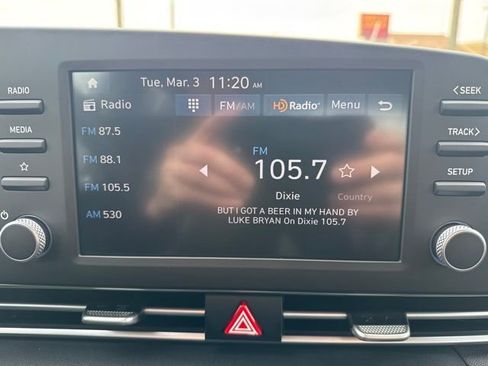 Tue, Mar. 3 11:20 AM
RADIO
MEDIA
Radio
FM/AM
HD Radio
Menu
FM 87.5
FM 88.1
FM 105.5
AM 530
FM
105.7
Dixie Country
BUT I GOT A BEER IN MY HAND BY
LUKE BRYAN On Dixie 105.7
< SEEK
TRACK >
SETUP